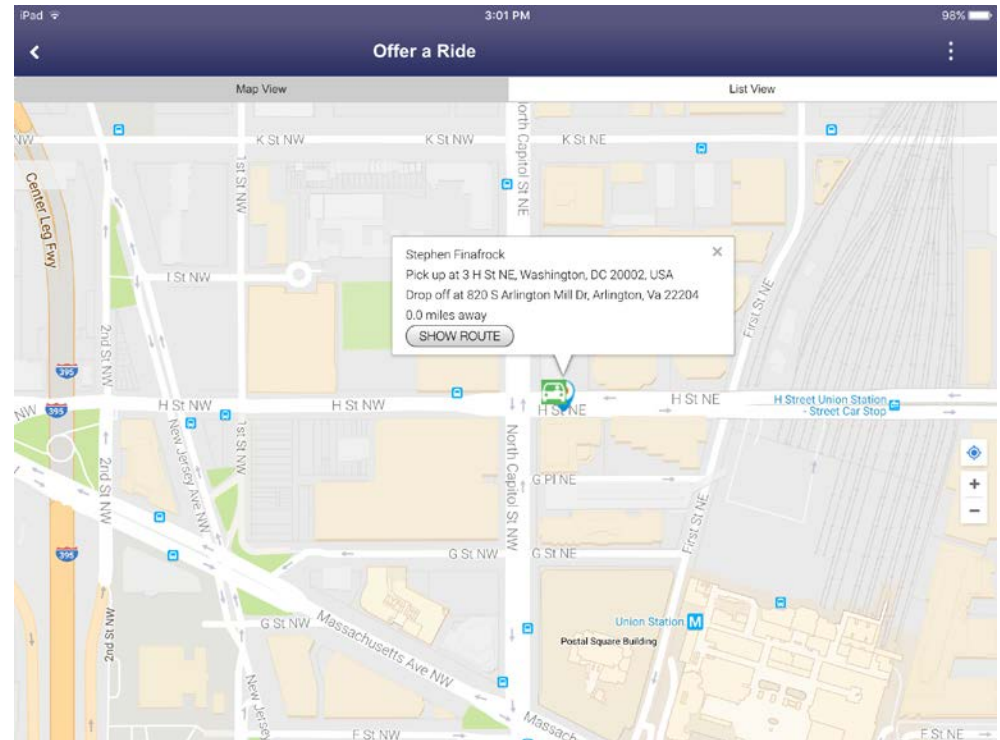 iPad 3:01 PM 98%
Offer a Ride
Map View List View
NW K St NW K St NW K St NE
North Capitol St NE
1st St NW
Center Leg Fwy
Stephen Finafrock ×
Pick up at 3 H St NE, Washington, DC 20002, USA
Drop off at 820 S Arlington Mill Dr, Arlington, Va 22204
0.0 miles away
SHOW ROUTE
I St NW
First St NE
2nd St NW
395
NW 395 H St NW H St NW H St NE H St NE H Street Union Station
- Street Car Stop
New Jersey Ave NW
1st St NW
North Capitol St NW
2nd St NW
G Pl NE
+
−
First St NE
395 G St NW G St NE
2nd St NW
G St NW
Massachusetts Ave NW
Union Station M
Postal Square Building
New Jersey
Massach
F St NW F St NE